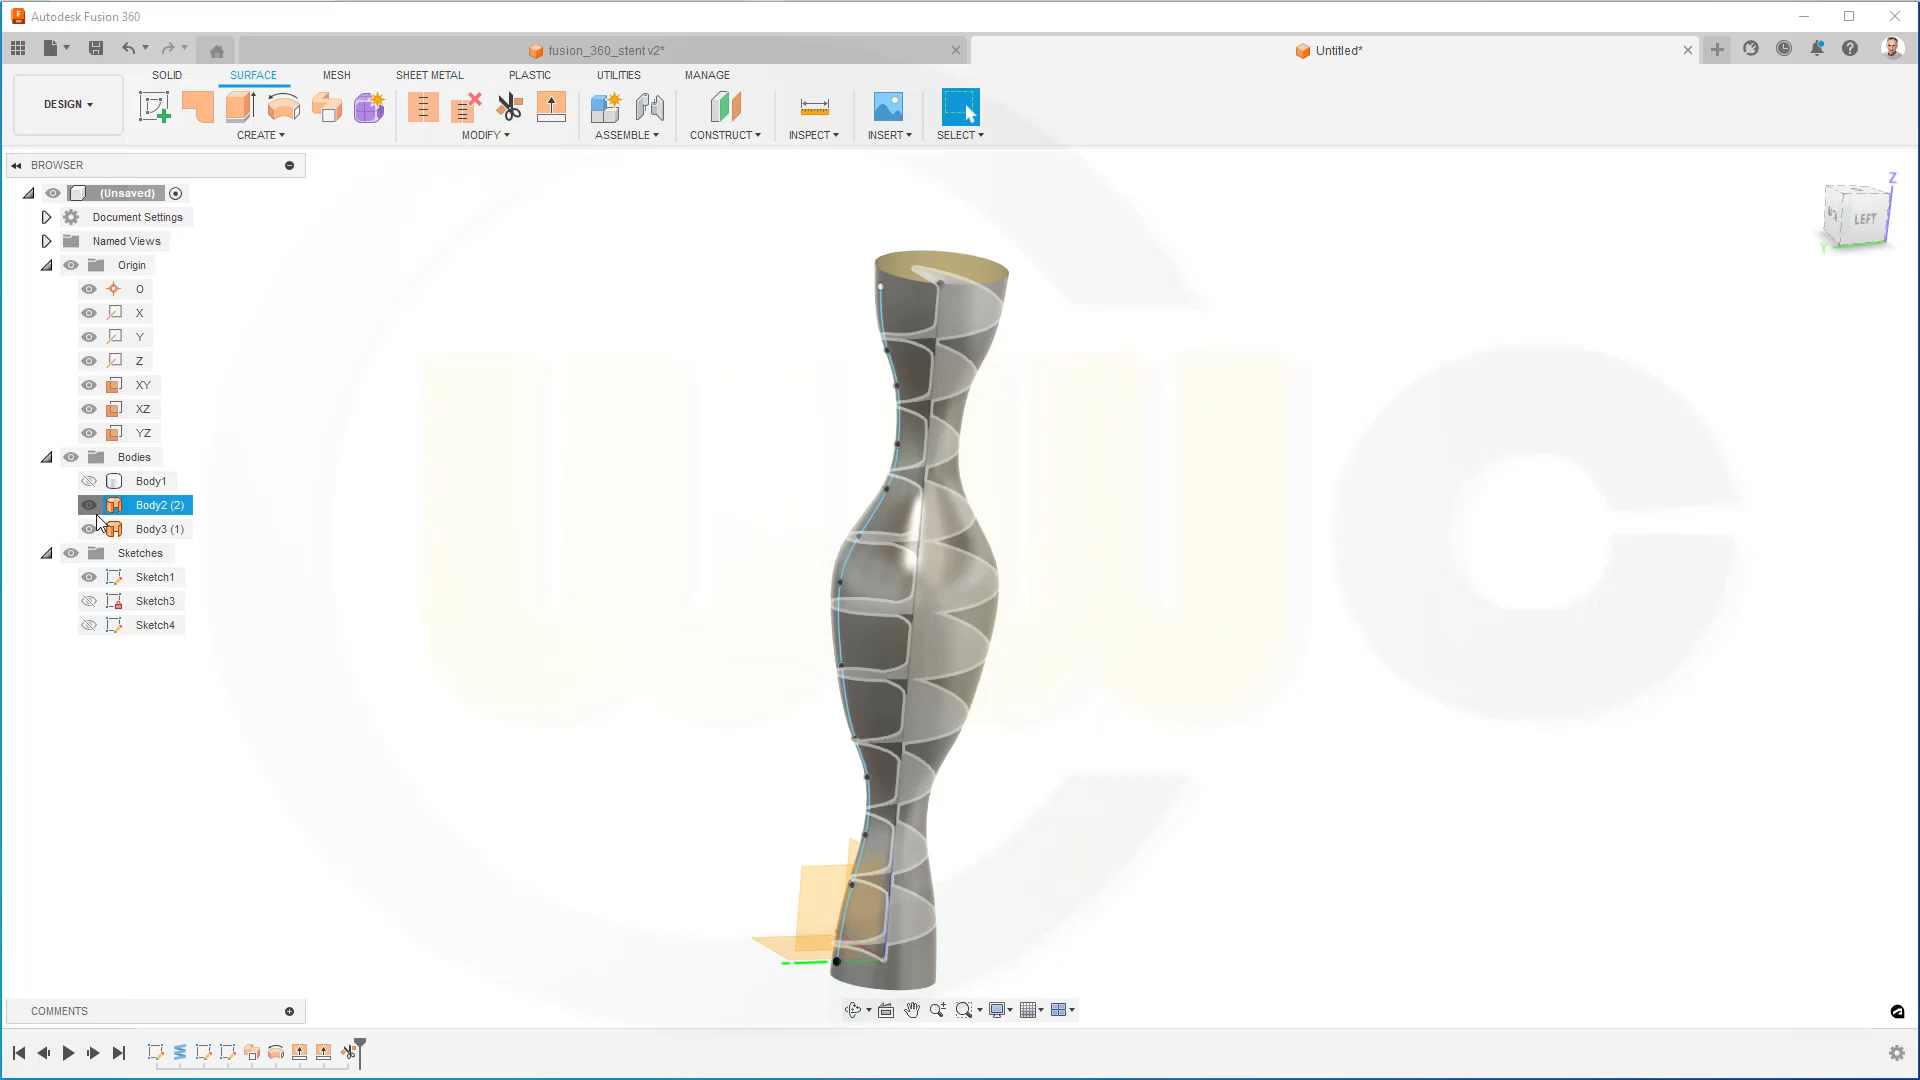 Autodesk Fusion 360
fusion_360_stent v2*
Untitled*
DESIGN
SOLID SURFACE MESH SHEET METAL PLASTIC UTILITIES MANAGE
CREATE MODIFY ASSEMBLE CONSTRUCT INSPECT INSERT SELECT
BROWSER
(Unsaved)
Document Settings
Named Views
Origin
O
X
Y
Z
XY
XZ
YZ
Bodies
Body1
Body2 (2)
Body3 (1)
Sketches
Sketch1
Sketch3
Sketch4
Z
LEFT
Y
COMMENTS